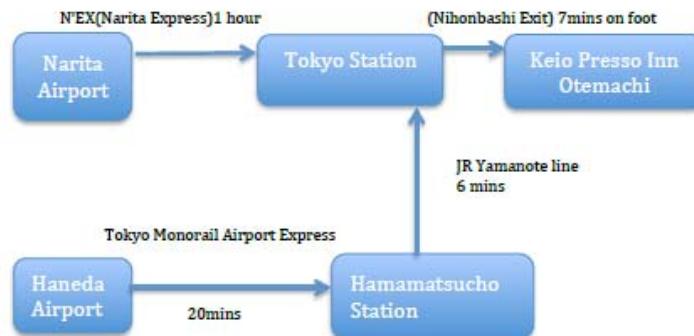 N'EX(Narita Express)1 hour
(Nihonbashi Exit) 7mins on foot
Narita
Airport
Tokyo Station
Keio Presso Inn
Otemachi
JR Yamanote line
6 mins
Tokyo Monorail Airport Express
Haneda
Airport
20mins
Hamamatsucho
Station